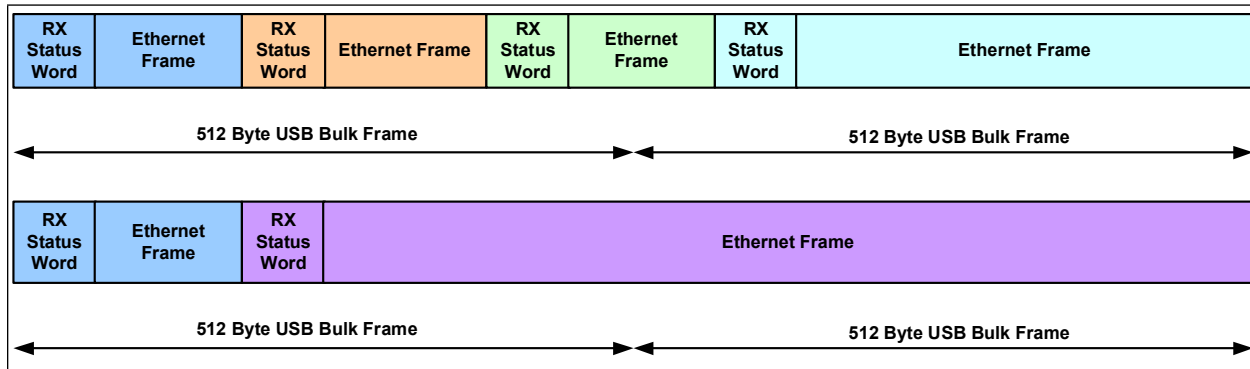 RX
Status
Word
Ethernet
Frame
RX
Status
Word
Ethernet Frame
RX
Status
Word
Ethernet
Frame
RX
Status
Word
Ethernet Frame
512 Byte USB Bulk Frame
512 Byte USB Bulk Frame
RX
Status
Word
Ethernet
Frame
RX
Status
Word
Ethernet Frame
512 Byte USB Bulk Frame
512 Byte USB Bulk Frame